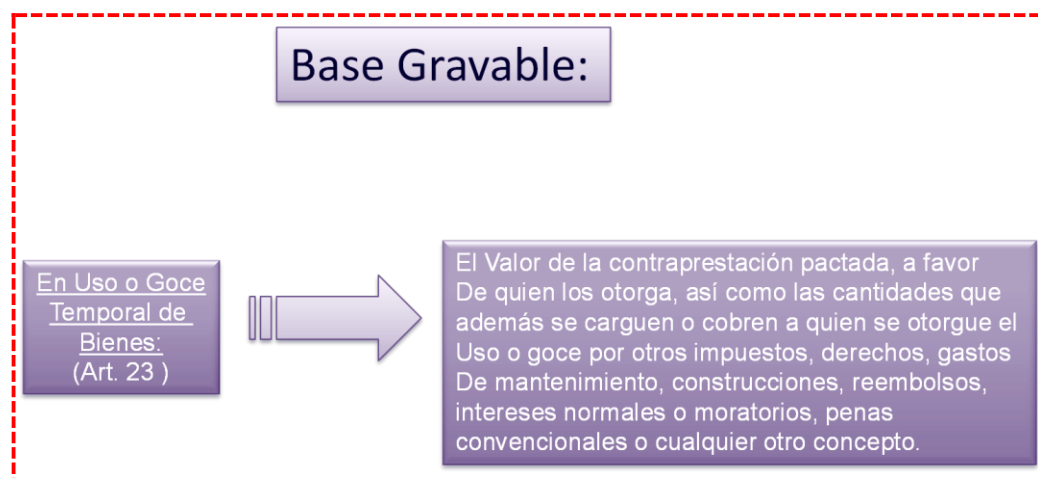 Base Gravable:
En Uso o Goce
Temporal de
Bienes:
(Art. 23 )
El Valor de la contraprestación pactada, a favor
De quien los otorga, así como las cantidades que
además se carguen o cobren a quien se otorgue el
Uso o goce por otros impuestos, derechos, gastos
De mantenimiento, construcciones, reembolsos,
intereses normales o moratorios, penas
convencionales o cualquier otro concepto.